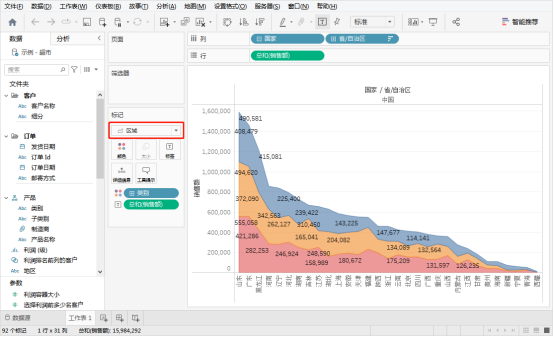 文件(F) 数据(D) 工作表(W) 仪表板(B) 故事(T) 分析(A) 地图(M) 设置格式(O) 服务器(S) 窗口(N) 帮助(H)
标准
智能推荐
数据 分析
示例 - 超市
搜索
文件夹
客户
Abc 客户名称
Abc 细分
订单
发货日期
Abc 订单 Id
订单日期
Abc 邮寄方式
产品
Abc 类别
Abc 子类别
制造商
Abc 产品名称
利润 (级)
利润排名前列的客户
Abc 地区
参数
利润容器大小
选择利润前多少名客户
页面
筛选器
标记
区域
颜色 大小 标签
详细信息 工具提示
类别
总和(销售额)
列 国家 省/自治区
行 总和(销售额)
国家 / 省/自治区
中国
销售额
1,600,000
1,400,000
1,200,000
1,000,000
800,000
600,000
400,000
200,000
0
490,581
408,479
415,081
494,620
372,090
342,563
225,400
239,422
143,225
147,677
114,141
555,058
421,286
262,127
310,460
165,041
204,082
134,089
132,564
282,253
246,924
248,590
158,989
180,672
175,209
131,597
126,235
山东 广东 黑龙江 河南 辽宁 河北 湖南 吉林 江苏 湖北 上海 安徽 天津 福建 陕西 浙江 云南 北京 四川 广西 重庆 山西 内蒙古 江西 甘肃 贵州 海南 新疆 宁夏 青海 西藏
数据源 工作表 1
92 个标记 1 行 x 31 列 总和(销售额): 15,984,292